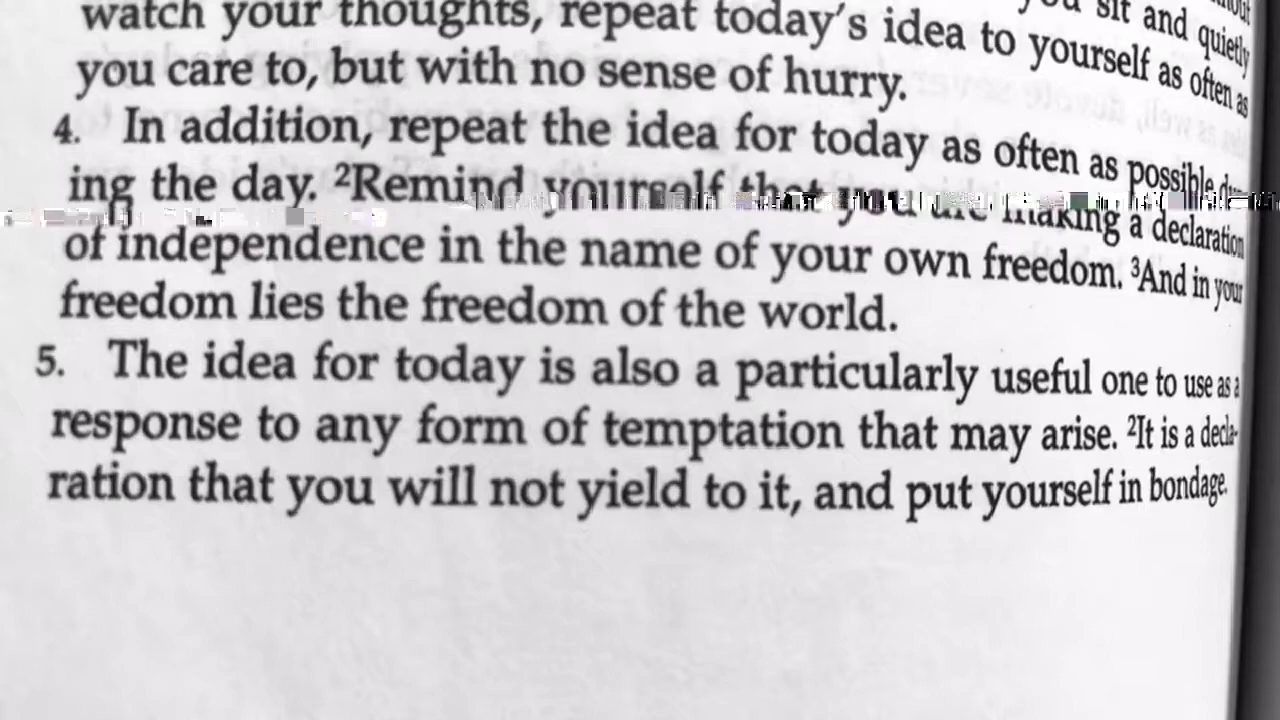 you sit and quietly
watch your thoughts, repeat today's idea to yourself as often as
you care to, but with no sense of hurry.
4. In addition, repeat the idea for today as often as possible
ing the day. ²Remind yourself that you are making a declaration
of independence in the name of your own freedom. ³And in your
freedom lies the freedom of the world.
5. The idea for today is also a particularly useful one to use as a
response to any form of temptation that may arise. ²It is a decla-
ration that you will not yield to it, and put yourself in bondage.